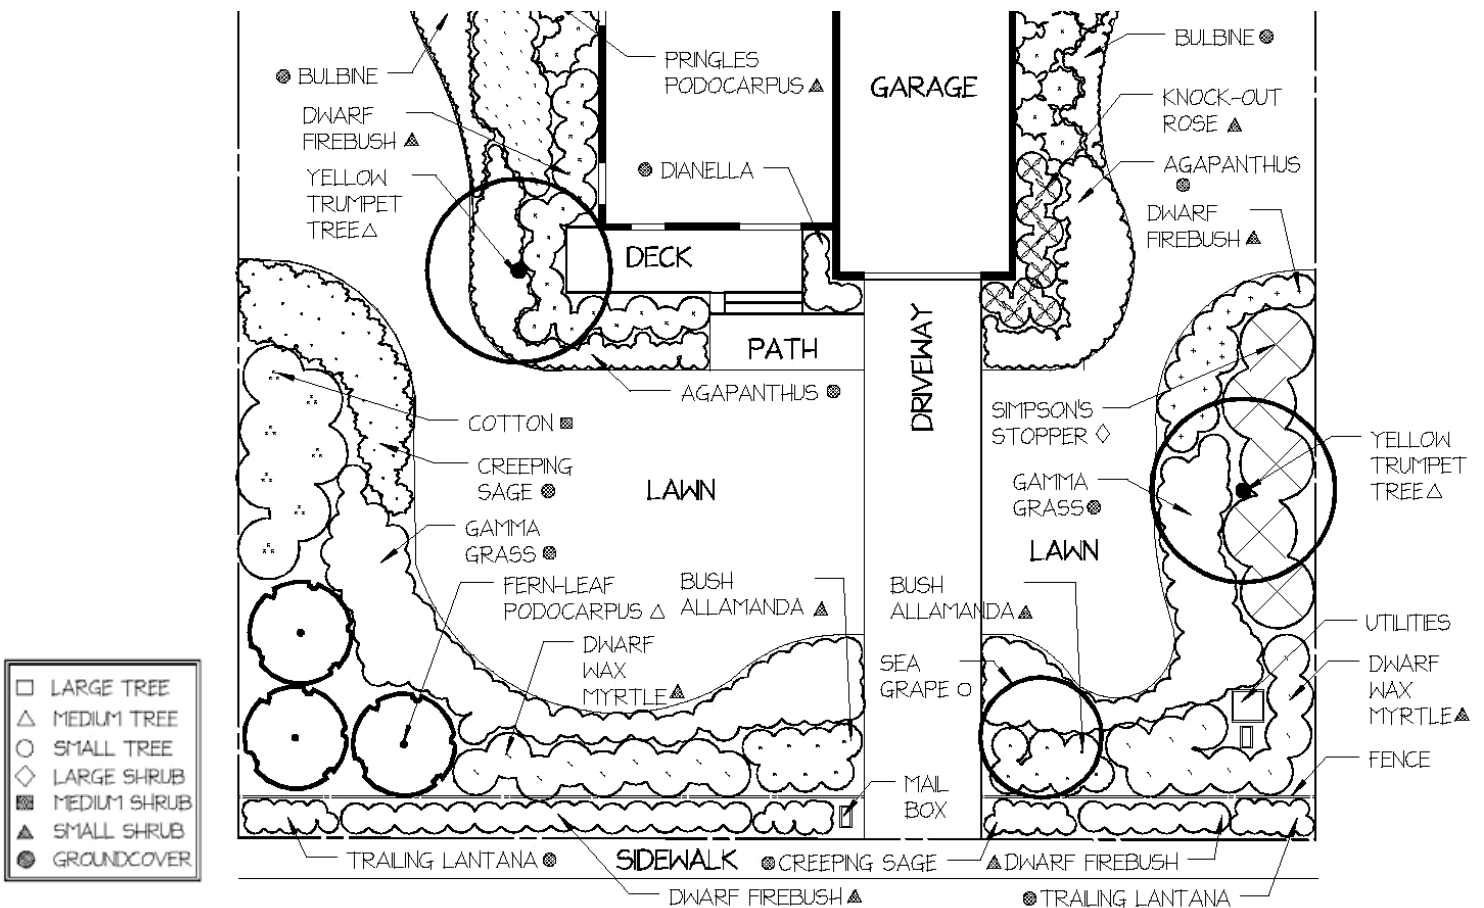 BULBINE
PRINGLES
PODOCARPUS
GARAGE
BULBINE
DWARF
FIREBUSH
KNOCK-OUT
ROSE
YELLOW
TRUMPET
TREE
DIANELLA
AGAPANTHUS
DWARF
FIREBUSH
DECK
PATH
DRIVEWAY
AGAPANTHUS
COTTON
SIMPSON'S
STOPPER
YELLOW
TRUMPET
TREE
CREEPING
SAGE
LAWN
GAMMA
GRASS
GAMMA
GRASS
LAWN
FERN-LEAF
PODOCARPUS
BUSH
ALLAMANDA
BUSH
ALLAMANDA
UTILITIES
DWARF
WAX
MYRTLE
SEA
GRAPE
DWARF
WAX
MYRTLE
FENCE
MAIL
BOX
LARGE TREE
MEDIUM TREE
SMALL TREE
LARGE SHRUB
MEDIUM SHRUB
SMALL SHRUB
GROUNDCOVER
TRAILING LANTANA
SIDEWALK
CREEPING SAGE
DWARF FIREBUSH
DWARF FIREBUSH
TRAILING LANTANA